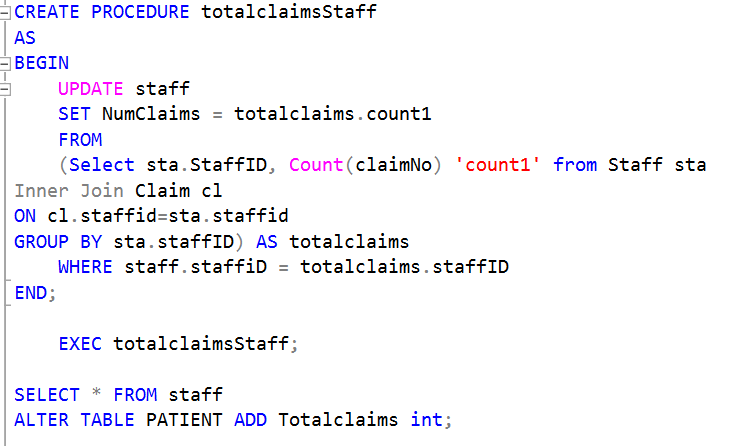 CREATE PROCEDURE totalclaimsStaff
AS
BEGIN
UPDATE staff
SET NumClaims = totalclaims.count1
FROM
(Select sta.StaffID, Count(claimNo) 'count1' from Staff sta
Inner Join Claim cl
ON cl.staffid=sta.staffid
GROUP BY sta.staffID) AS totalclaims
WHERE staff.staffiD = totalclaims.staffID
END;
EXEC totalclaimsStaff;
SELECT * FROM staff
ALTER TABLE PATIENT ADD Totalclaims int;